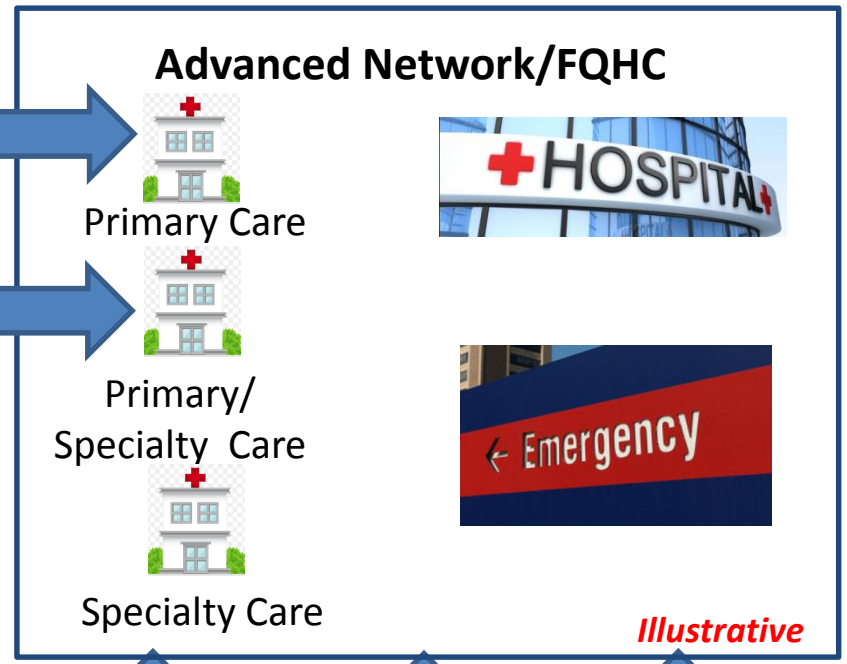 Advanced Network/FQHC
Primary Care
HOSPITAL
Primary/
Specialty  Care
← Emergency
Specialty Care
Illustrative